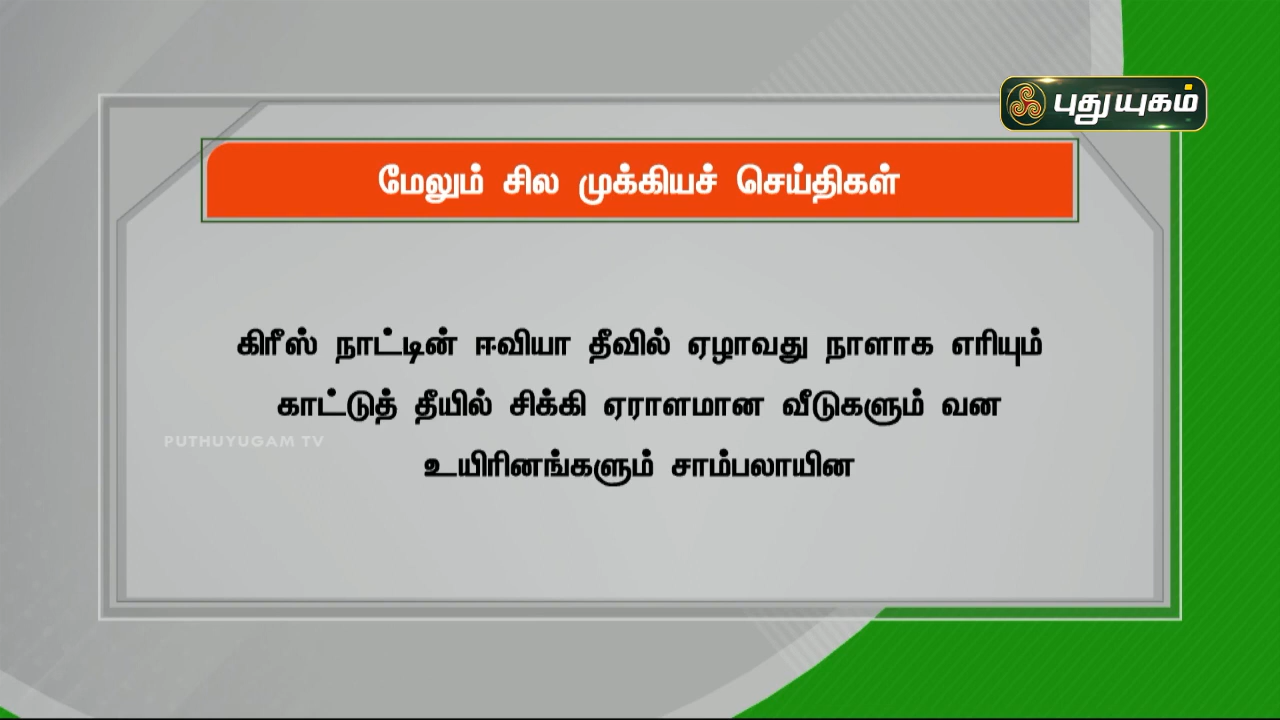 புதுயுகம்
மேலும் சில முக்கியச் செய்திகள்
கிரீஸ் நாட்டின் ஈவியா தீவில் ஏழாவது நாளாக எரியும்
காட்டுத் தீயில் சிக்கி ஏராளமான வீடுகளும் வன
PUTHUYUGAM TV
உயிரினங்களும் சாம்பலாயின